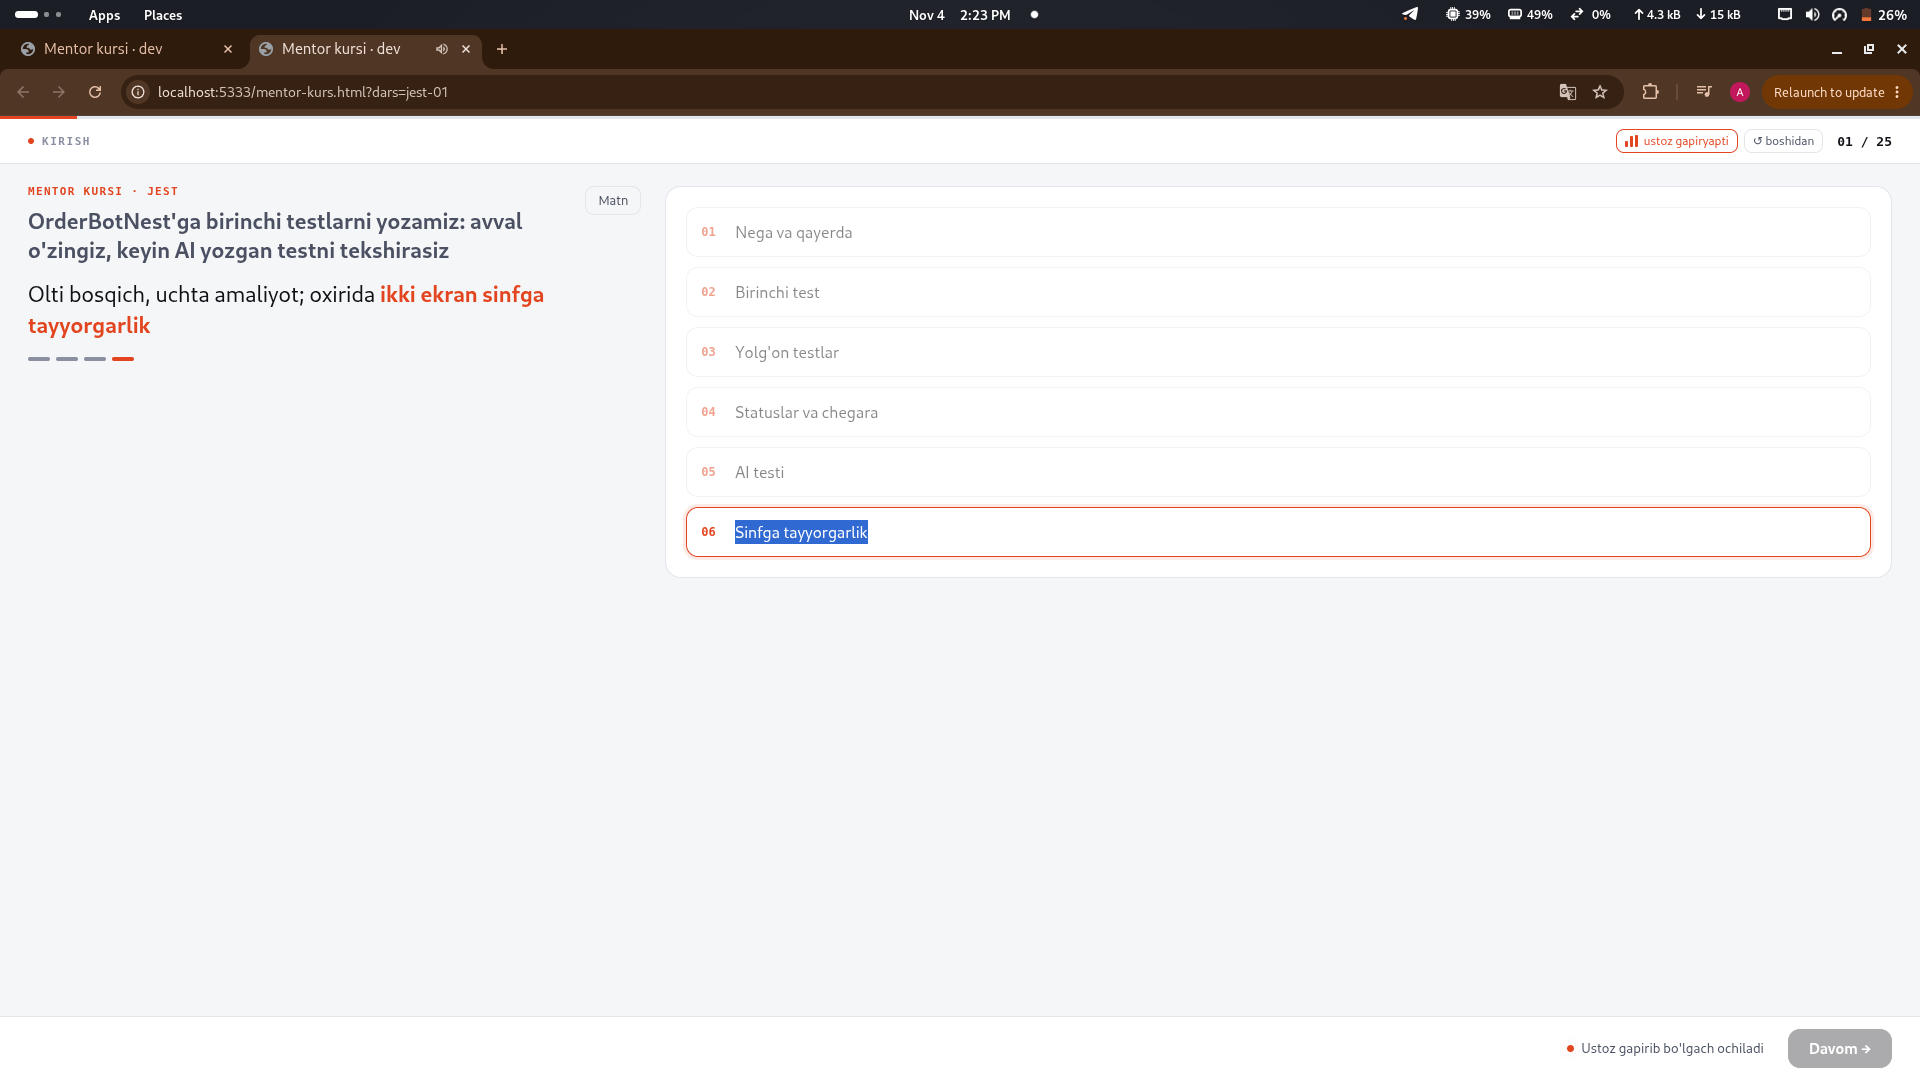 Apps Places Nov 4 2:23 PM 39% 49% 0% 4.3 kB 15 kB 26%
Mentor kursi · dev Mentor kursi · dev
localhost:5333/mentor-kurs.html?dars=jest-01 A Relaunch to update
KIRISH ustoz gapiryapti ↺ boshidan 01 / 25
MENTOR KURSI · JEST
Matn
OrderBotNest'ga birinchi testlarni yozamiz: avval
o'zingiz, keyin AI yozgan testni tekshirasiz
Olti bosqich, uchta amaliyot; oxirida ikki ekran sinfga
tayyorgarlik
01 Nega va qayerda
02 Birinchi test
03 Yolg'on testlar
04 Statuslar va chegara
05 AI testi
06 Sinfga tayyorgarlik
Ustoz gapirib bo'lgach ochiladi Davom →